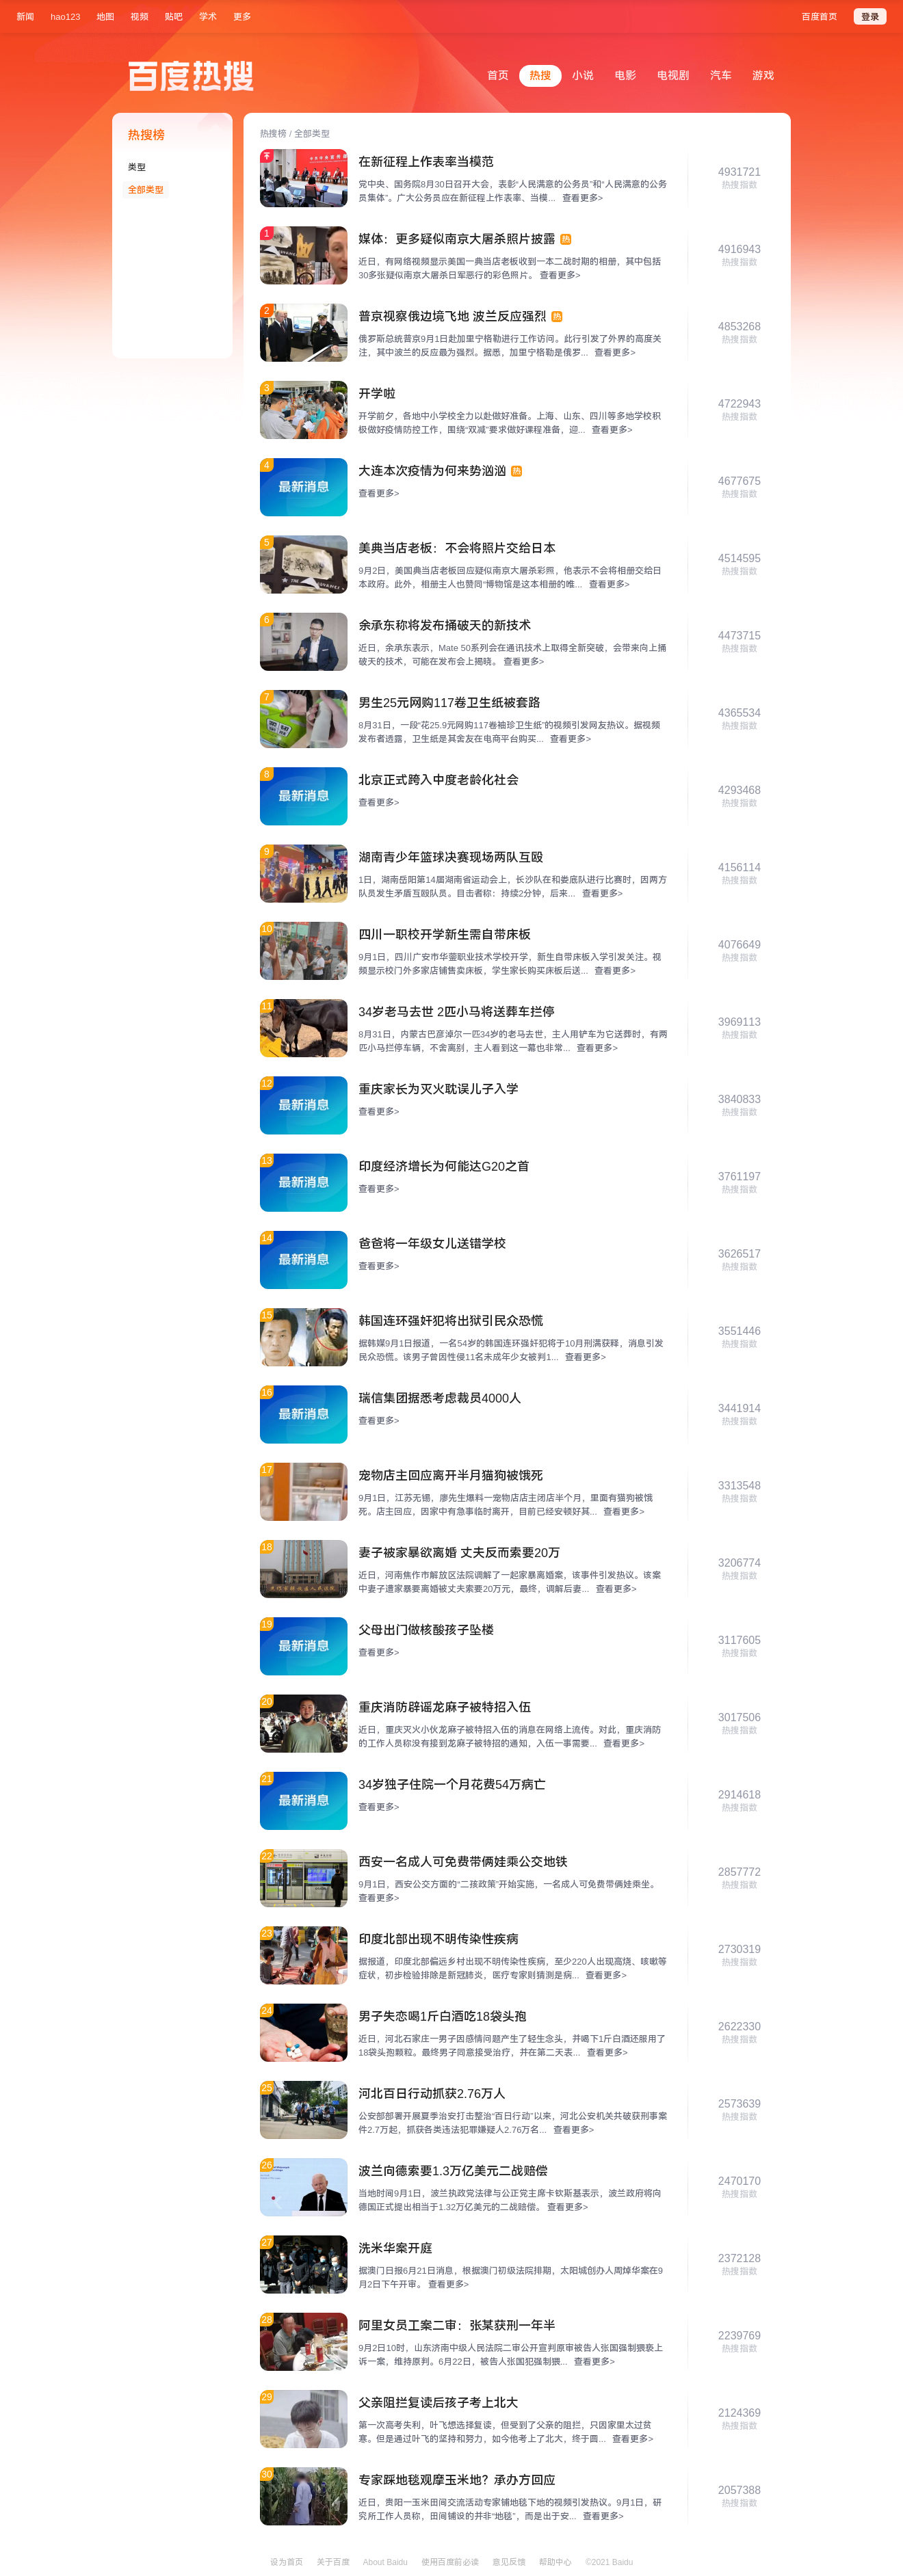 新闻 hao123 地图 视频 贴吧 学术 更多 百度首页 登录
百度热搜
首页 热搜 小说 电影 电视剧 汽车 游戏
热搜榜
类型
全部类型
热搜榜 / 全部类型
在新征程上作表率当模范
党中央、国务院8月30日召开大会，表彰“人民满意的公务员”和“人民满意的公务
员集体”。广大公务员应在新征程上作表率、当模... 查看更多>
4931721
热搜指数
1
媒体：更多疑似南京大屠杀照片披露 热
近日，有网络视频显示美国一典当店老板收到一本二战时期的相册，其中包括
30多张疑似南京大屠杀日军恶行的彩色照片。 查看更多>
4916943
热搜指数
2
普京视察俄边境飞地 波兰反应强烈 热
俄罗斯总统普京9月1日赴加里宁格勒进行工作访问。此行引发了外界的高度关
注，其中波兰的反应最为强烈。据悉，加里宁格勒是俄罗... 查看更多>
4853268
热搜指数
3
开学啦
开学前夕，各地中小学校全力以赴做好准备。上海、山东、四川等多地学校积
极做好疫情防控工作，围绕“双减”要求做好课程准备，迎... 查看更多>
4722943
热搜指数
4
最新消息
大连本次疫情为何来势汹汹 热
查看更多>
4677675
热搜指数
5
美典当店老板：不会将照片交给日本
9月2日，美国典当店老板回应疑似南京大屠杀彩照，他表示不会将相册交给日
本政府。此外，相册主人也赞同“博物馆是这本相册的唯... 查看更多>
4514595
热搜指数
6
余承东称将发布捅破天的新技术
近日，余承东表示，Mate 50系列会在通讯技术上取得全新突破，会带来向上捅
破天的技术，可能在发布会上揭晓。 查看更多>
4473715
热搜指数
7
男生25元网购117卷卫生纸被套路
8月31日，一段“花25.9元网购117卷袖珍卫生纸”的视频引发网友热议。据视频
发布者透露，卫生纸是其舍友在电商平台购买... 查看更多>
4365534
热搜指数
8
最新消息
北京正式跨入中度老龄化社会
查看更多>
4293468
热搜指数
9
湖南青少年篮球决赛现场两队互殴
1日，湖南岳阳第14届湖南省运动会上，长沙队在和娄底队进行比赛时，因两方
队员发生矛盾互殴队员。目击者称：持续2分钟，后来... 查看更多>
4156114
热搜指数
10
四川一职校开学新生需自带床板
9月1日，四川广安市华蓥职业技术学校开学，新生自带床板入学引发关注。视
频显示校门外多家店铺售卖床板，学生家长购买床板后送... 查看更多>
4076649
热搜指数
11
34岁老马去世 2匹小马将送葬车拦停
8月31日，内蒙古巴彦淖尔一匹34岁的老马去世，主人用铲车为它送葬时，有两
匹小马拦停车辆，不舍离别，主人看到这一幕也非常... 查看更多>
3969113
热搜指数
12
最新消息
重庆家长为灭火耽误儿子入学
查看更多>
3840833
热搜指数
13
最新消息
印度经济增长为何能达G20之首
查看更多>
3761197
热搜指数
14
最新消息
爸爸将一年级女儿送错学校
查看更多>
3626517
热搜指数
15
韩国连环强奸犯将出狱引民众恐慌
据韩媒9月1日报道，一名54岁的韩国连环强奸犯将于10月刑满获释，消息引发
民众恐慌。该男子曾因性侵11名未成年少女被判1... 查看更多>
3551446
热搜指数
16
最新消息
瑞信集团据悉考虑裁员4000人
查看更多>
3441914
热搜指数
17
宠物店主回应离开半月猫狗被饿死
9月1日，江苏无锡，廖先生爆料一宠物店店主闭店半个月，里面有猫狗被饿
死。店主回应，因家中有急事临时离开，目前已经安顿好其... 查看更多>
3313548
热搜指数
18
妻子被家暴欲离婚 丈夫反而索要20万
近日，河南焦作市解放区法院调解了一起家暴离婚案，该事件引发热议。该案
中妻子遭家暴要离婚被丈夫索要20万元，最终，调解后妻... 查看更多>
3206774
热搜指数
19
最新消息
父母出门做核酸孩子坠楼
查看更多>
3117605
热搜指数
20
重庆消防辟谣龙麻子被特招入伍
近日，重庆灭火小伙龙麻子被特招入伍的消息在网络上流传。对此，重庆消防
的工作人员称没有接到龙麻子被特招的通知，入伍一事需要... 查看更多>
3017506
热搜指数
21
最新消息
34岁独子住院一个月花费54万病亡
查看更多>
2914618
热搜指数
22
西安一名成人可免费带俩娃乘公交地铁
9月1日，西安公交方面的“二孩政策”开始实施，一名成人可免费带俩娃乘坐。
查看更多>
2857772
热搜指数
23
印度北部出现不明传染性疾病
据报道，印度北部偏远乡村出现不明传染性疾病，至少220人出现高烧、咳嗽等
症状，初步检验排除是新冠肺炎，医疗专家则猜测是病... 查看更多>
2730319
热搜指数
24
男子失恋喝1斤白酒吃18袋头孢
近日，河北石家庄一男子因感情问题产生了轻生念头，并喝下1斤白酒还服用了
18袋头孢颗粒。最终男子同意接受治疗，并在第二天表... 查看更多>
2622330
热搜指数
25
河北百日行动抓获2.76万人
公安部部署开展夏季治安打击整治“百日行动”以来，河北公安机关共破获刑事案
件2.7万起，抓获各类违法犯罪嫌疑人2.76万名... 查看更多>
2573639
热搜指数
26
波兰向德索要1.3万亿美元二战赔偿
当地时间9月1日，波兰执政党法律与公正党主席卡钦斯基表示，波兰政府将向
德国正式提出相当于1.32万亿美元的二战赔偿。 查看更多>
2470170
热搜指数
27
洗米华案开庭
据澳门日报6月21日消息，根据澳门初级法院排期，太阳城创办人周焯华案在9
月2日下午开审。 查看更多>
2372128
热搜指数
28
阿里女员工案二审：张某获刑一年半
9月2日10时，山东济南中级人民法院二审公开宣判原审被告人张国强制猥亵上
诉一案，维持原判。6月22日，被告人张国犯强制猥... 查看更多>
2239769
热搜指数
29
父亲阻拦复读后孩子考上北大
第一次高考失利，叶飞想选择复读，但受到了父亲的阻拦，只因家里太过贫
寒。但是通过叶飞的坚持和努力，如今他考上了北大，终于圆... 查看更多>
2124369
热搜指数
30
专家踩地毯观摩玉米地？承办方回应
近日，贵阳一玉米田间交流活动专家铺地毯下地的视频引发热议。9月1日，研
究所工作人员称，田间铺设的并非“地毯”，而是出于安... 查看更多>
2057388
热搜指数
设为首页 关于百度 About Baidu 使用百度前必读 意见反馈 帮助中心 ©2021 Baidu